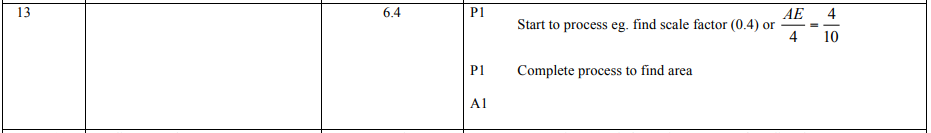 13 6.4 P1 Start to process eg. find scale factor (0.4) or AE/4 = 4/10
P1 Complete process to find area
A1